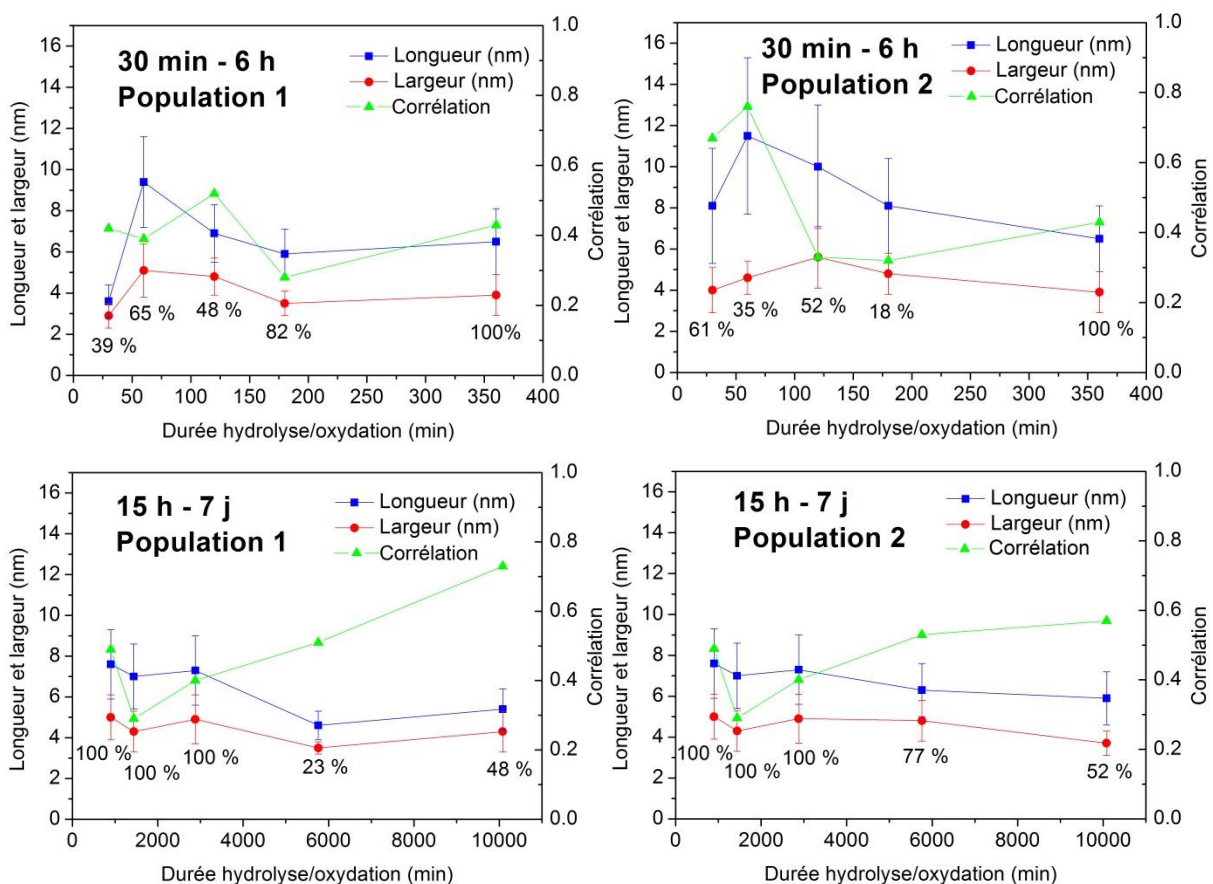 30 min - 6 h
Population 1
Longueur (nm)
Largeur (nm)
Corrélation
Longueur et largeur (nm)
16
14
12
10
8
6
4
2
0
1.0
0.8
0.6
0.4
0.2
0.0
Corrélation
39 %
65 %
48 %
82 %
100%
0 50 100 150 200 250 300 350 400
Durée hydrolyse/oxydation (min)
30 min - 6 h
Population 2
Longueur (nm)
Largeur (nm)
Corrélation
Longueur et largeur (nm)
16
14
12
10
8
6
4
2
0
1.0
0.8
0.6
0.4
0.2
0.0
Corrélation
61 %
35 %
52 %
18 %
100 %
0 50 100 150 200 250 300 350 400
Durée hydrolyse/oxydation (min)
15 h - 7 j
Population 1
Longueur (nm)
Largeur (nm)
Corrélation
Longueur et largeur (nm)
16
14
12
10
8
6
4
2
0
1.0
0.8
0.6
0.4
0.2
0.0
Corrélation
100 %
100 %
100 %
23 %
48 %
0 2000 4000 6000 8000 10000
Durée hydrolyse/oxydation (min)
15 h - 7 j
Population 2
Longueur (nm)
Largeur (nm)
Corrélation
Longueur et largeur (nm)
16
14
12
10
8
6
4
2
0
1.0
0.8
0.6
0.4
0.2
0.0
Corrélation
100 %
100 %
100 %
77 %
52 %
0 2000 4000 6000 8000 10000
Durée hydrolyse/oxydation (min)